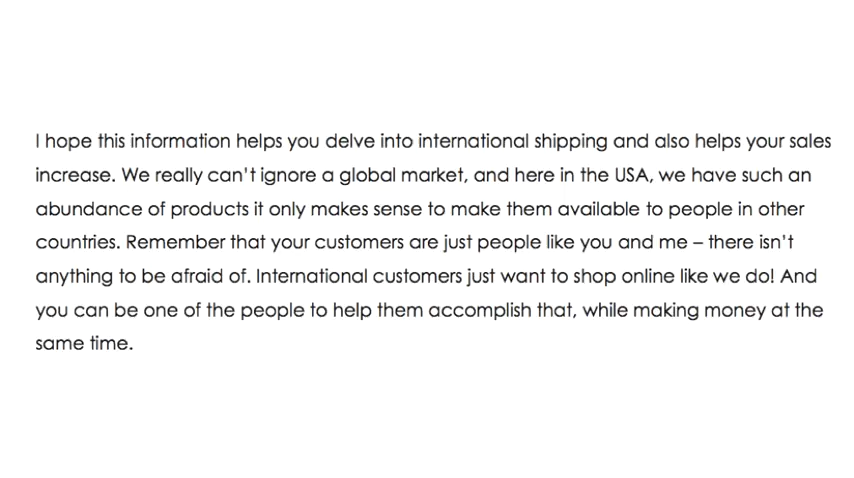 I hope this information helps you delve into international shipping and also helps your sales
increase. We really can't ignore a global market, and here in the USA, we have such an
abundance of products it only makes sense to make them available to people in other
countries. Remember that your customers are just people like you and me – there isn't
anything to be afraid of. International customers just want to shop online like we do! And
you can be one of the people to help them accomplish that, while making money at the
same time.